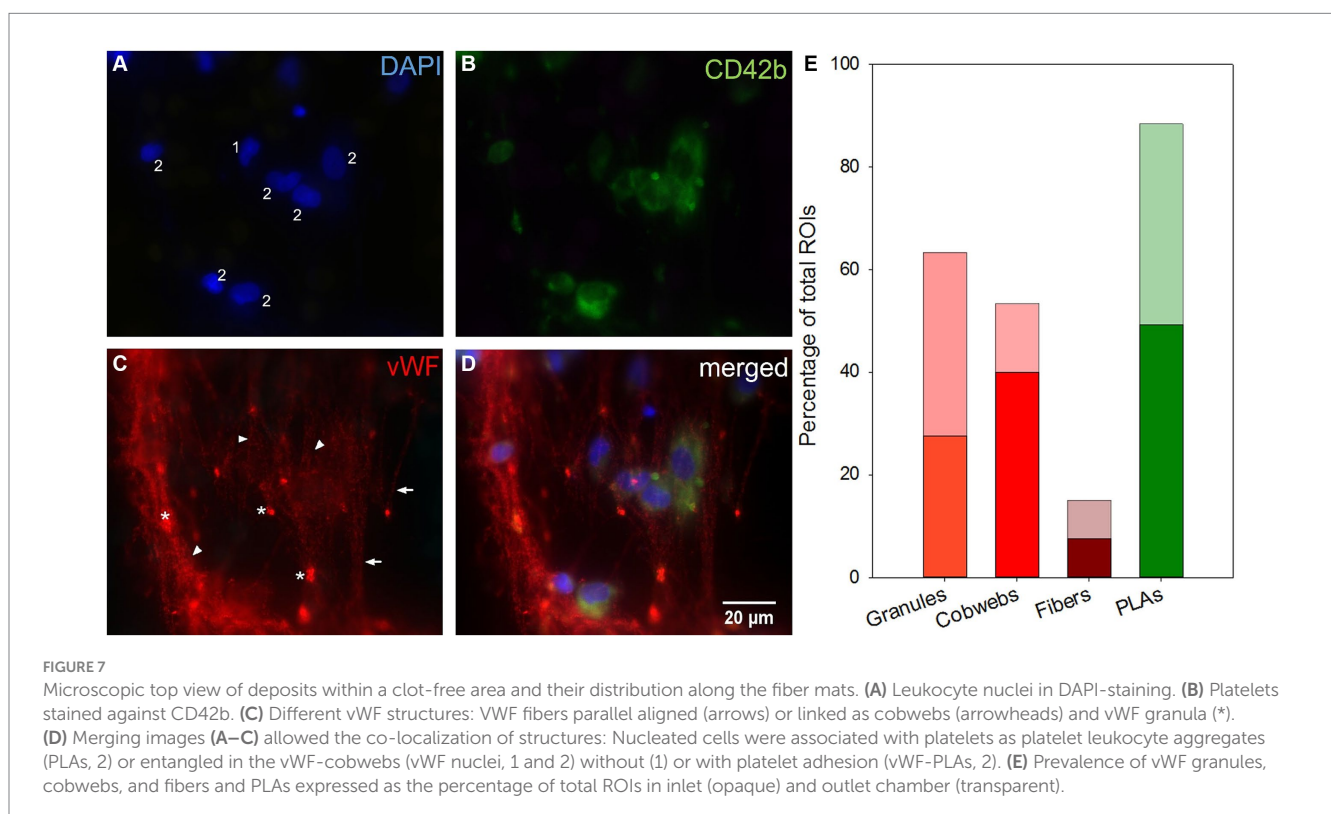 A DAPI
1
2
2
2
2
2
2
B CD42b
C vWF
*
*
*
D merged
20 µm
E
Percentage of total ROIs
100
80
60
40
20
0
Granules
Cobwebs
Fibers
PLAs
FIGURE 7
Microscopic top view of deposits within a clot-free area and their distribution along the fiber mats. (A) Leukocyte nuclei in DAPI-staining. (B) Platelets
stained against CD42b. (C) Different vWF structures: VWF fibers parallel aligned (arrows) or linked as cobwebs (arrowheads) and vWF granula (*).
(D) Merging images (A–C) allowed the co-localization of structures: Nucleated cells were associated with platelets as platelet leukocyte aggregates
(PLAs, 2) or entangled in the vWF-cobwebs (vWF nuclei, 1 and 2) without (1) or with platelet adhesion (vWF-PLAs, 2). (E) Prevalence of vWF granules,
cobwebs, and fibers and PLAs expressed as the percentage of total ROIs in inlet (opaque) and outlet chamber (transparent).